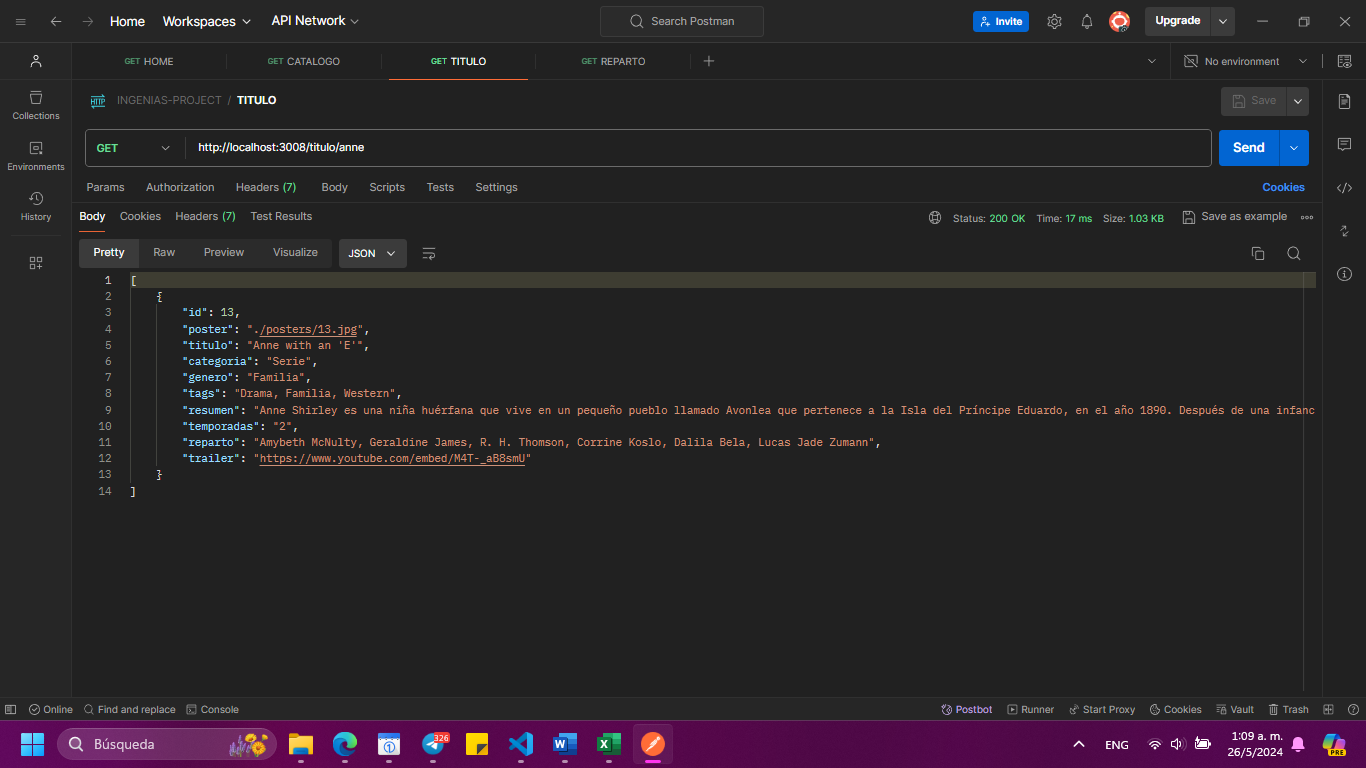 Home Workspaces API Network Search Postman Invite Upgrade
GET HOME GET CATALOGO GET TITULO GET REPARTO No environment
HTTP INGENIAS-PROJECT / TITULO Save
Collections
GET http://localhost:3008/titulo/anne Send
Environments
Params Authorization Headers (7) Body Scripts Tests Settings Cookies
History
Body Cookies Headers (7) Test Results Status: 200 OK Time: 17 ms Size: 1.03 KB Save as example
Pretty Raw Preview Visualize JSON
1 [
2 {
3 "id": 13,
4 "poster": "./posters/13.jpg",
5 "titulo": "Anne with an 'E'",
6 "categoria": "Serie",
7 "genero": "Familia",
8 "tags": "Drama, Familia, Western",
9 "resumen": "Anne Shirley es una niña huérfana que vive en un pequeño pueblo llamado Avonlea que pertenece a la Isla del Príncipe Eduardo, en el año 1890. Después de una infanc
10 "temporadas": "2",
11 "reparto": "Amybeth McNulty, Geraldine James, R. H. Thomson, Corrine Koslo, Dalila Bela, Lucas Jade Zumann",
12 "trailer": "https://www.youtube.com/embed/M4T-_aB8smU"
13 }
14 ]
Online Find and replace Console Postbot Runner Start Proxy Cookies Vault Trash
Búsqueda 326 ENG 1:09 a. m.
26/5/2024 PRE